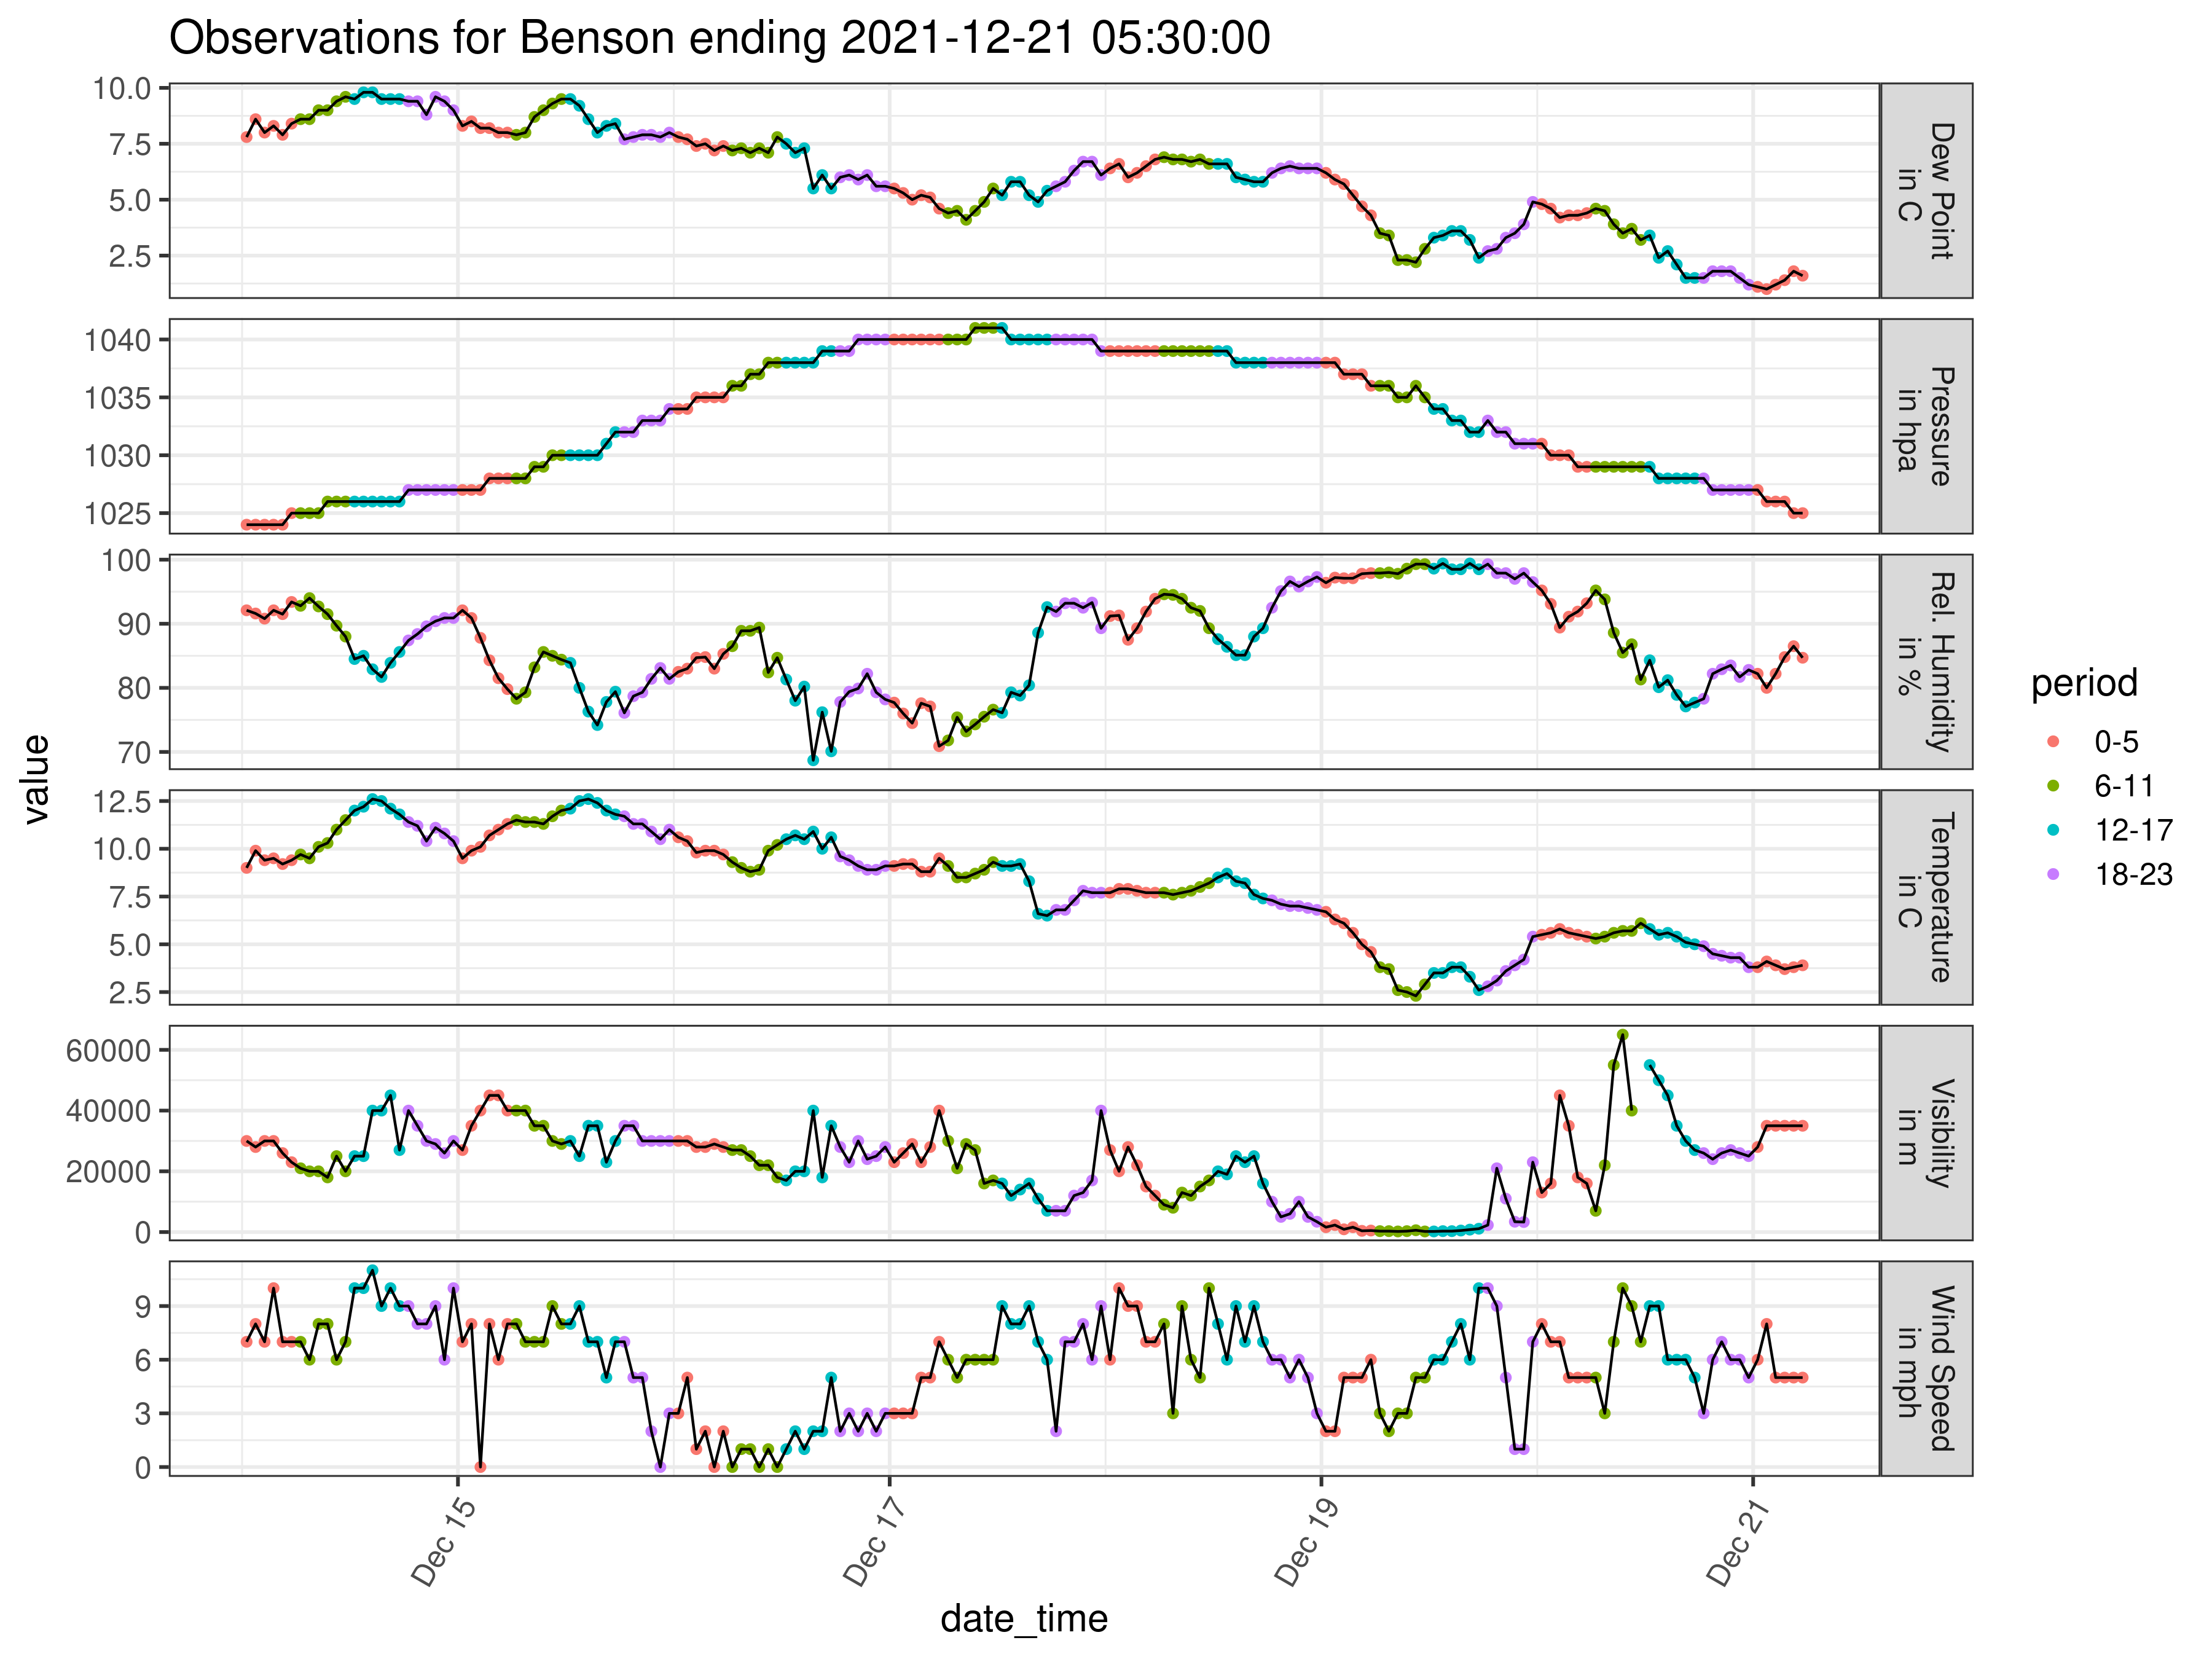 Observations for Benson ending 2021-12-21 05:30:00
value
10.0
7.5
5.0
2.5
Dew Point
in C
1040
1035
1030
1025
Pressure
in hpa
100
90
80
70
Rel. Humidity
in %
12.5
10.0
7.5
5.0
2.5
Temperature
in C
60000
40000
20000
0
Visibility
in m
9
6
3
0
Wind Speed
in mph
Dec 15
Dec 17
Dec 19
Dec 21
date_time
period
0-5
6-11
12-17
18-23